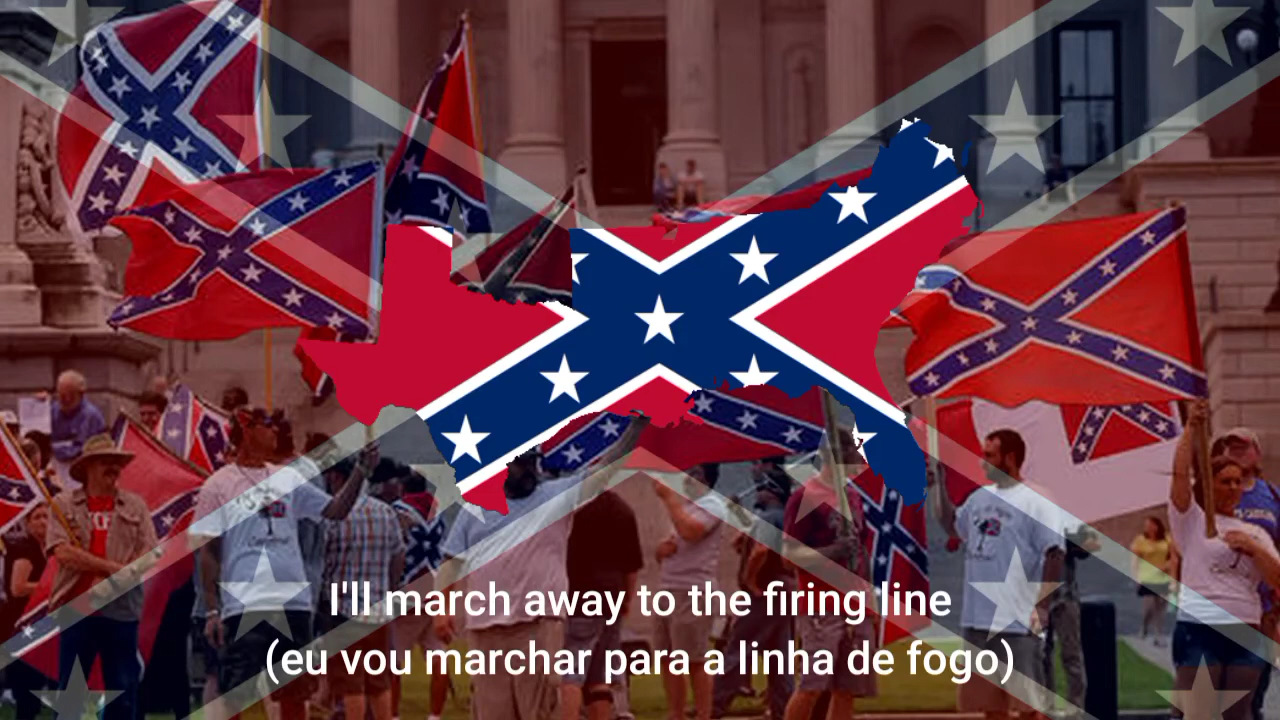 I'll march away to the firing line
(eu vou marchar para a linha de fogo)